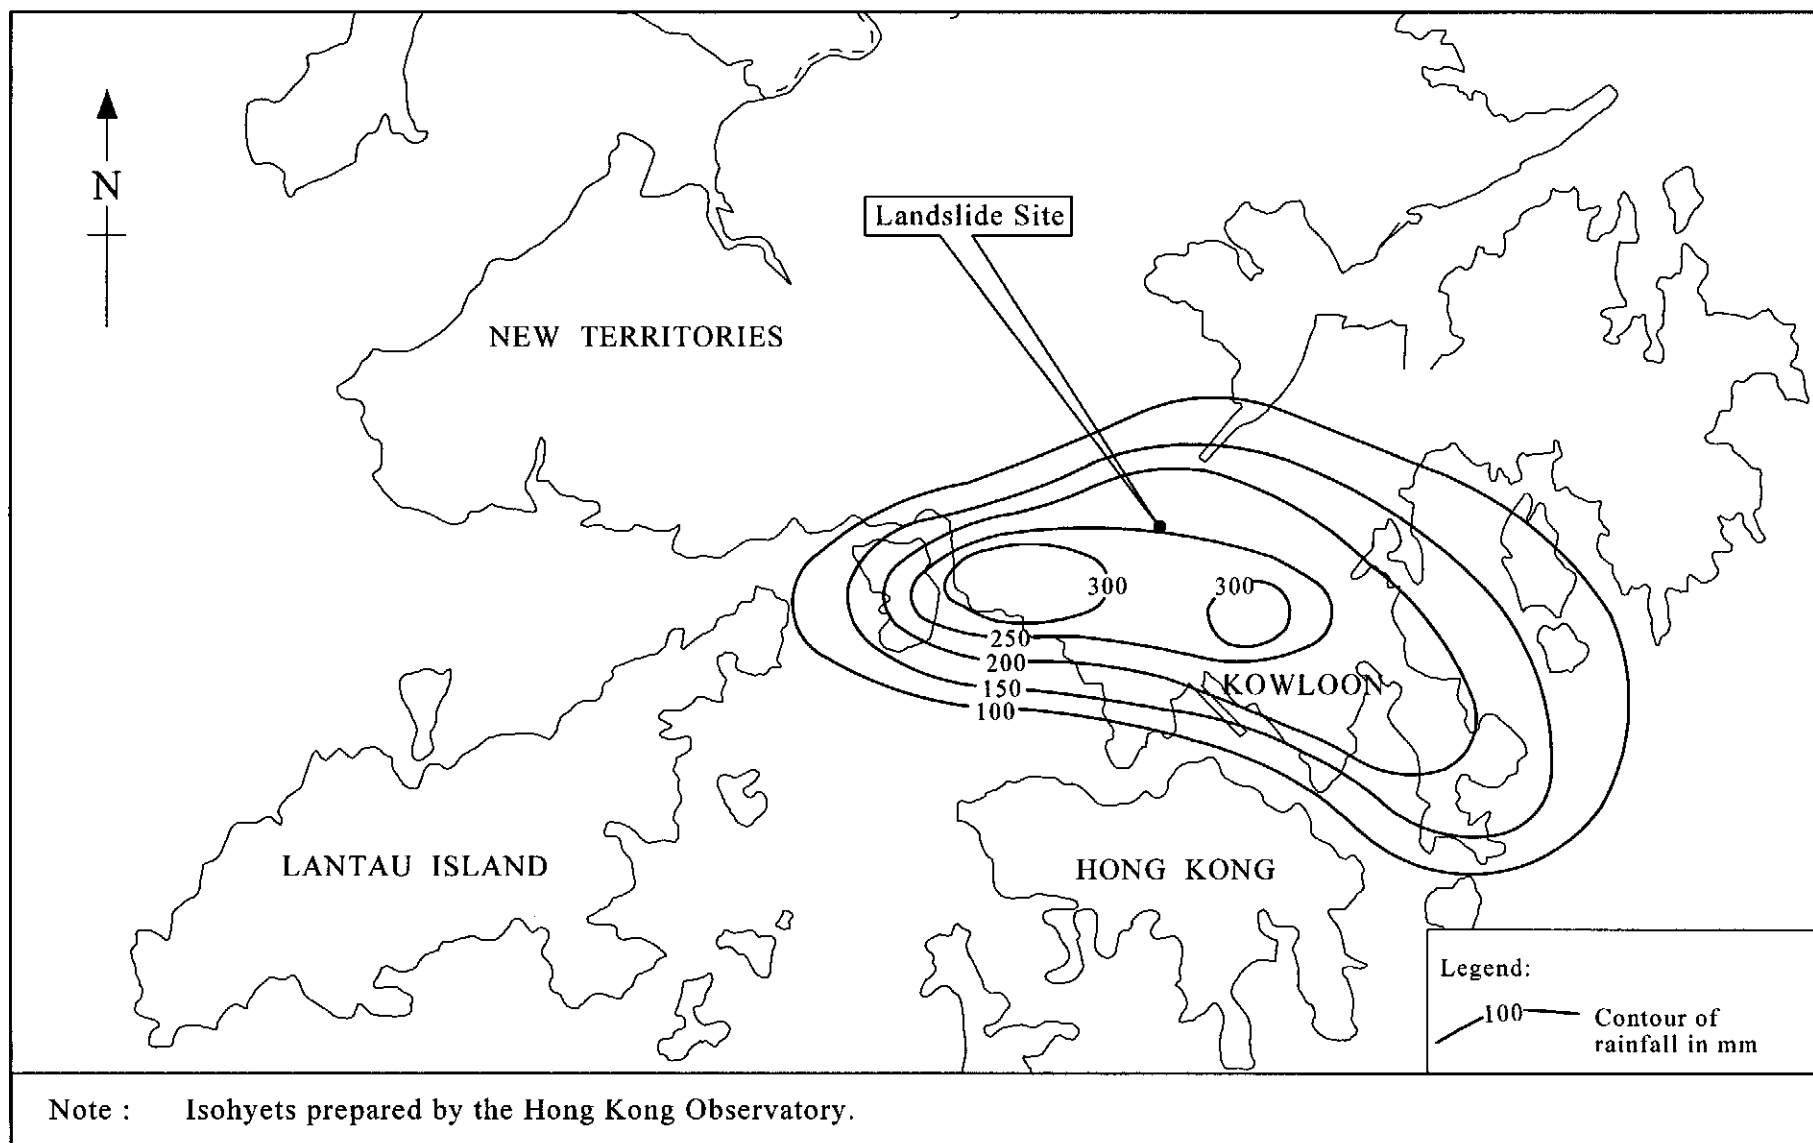 N
Landslide Site
NEW TERRITORIES
300
300
250
200
150
100
KOWLOON
LANTAU ISLAND
HONG KONG
Legend:
100
Contour of
rainfall in mm
Note : Isohyets prepared by the Hong Kong Observatory.